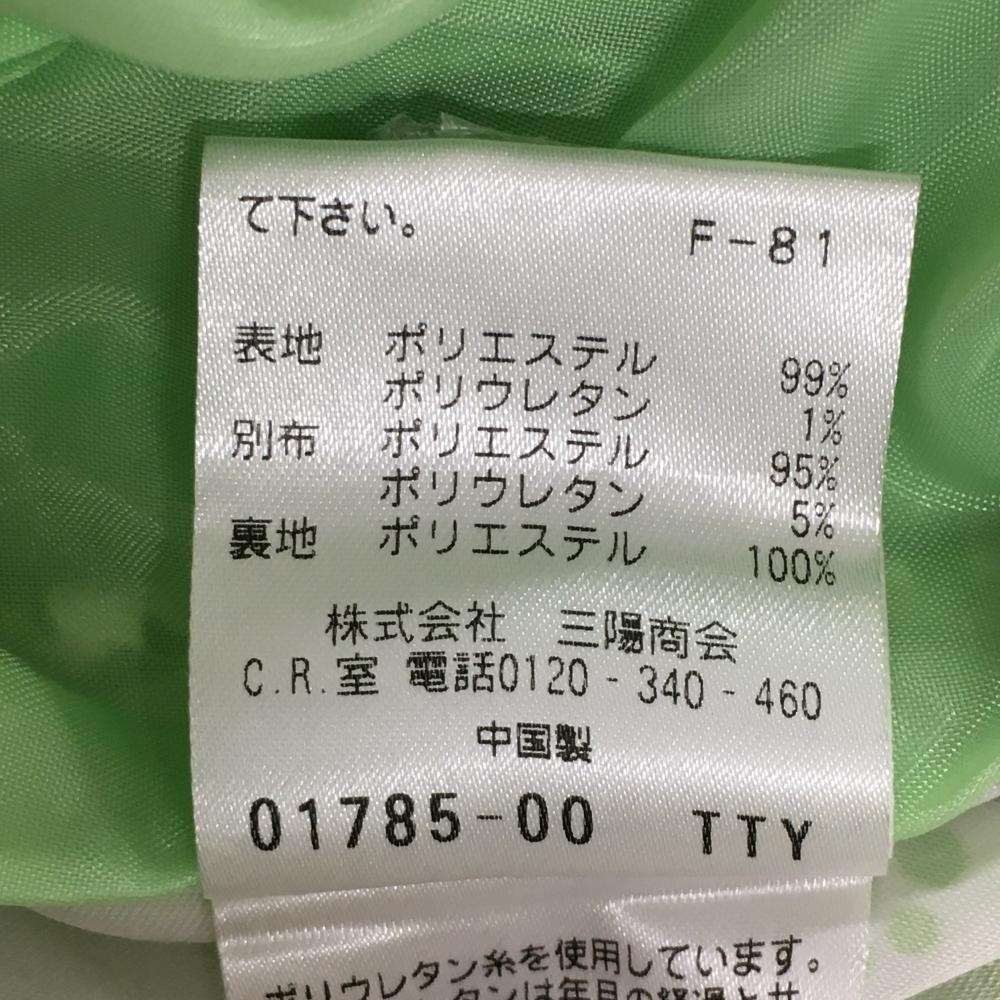 て下さい。 F-81
表地 ポリエステル 99%
ポリウレタン 1%
別布 ポリエステル 95%
ポリウレタン 5%
裏地 ポリエステル 100%
株式会社 三陽商会
C.R.室 電話0120-340-460
中国製
01785-00 TTY
ポリウレタン糸を使用しています。